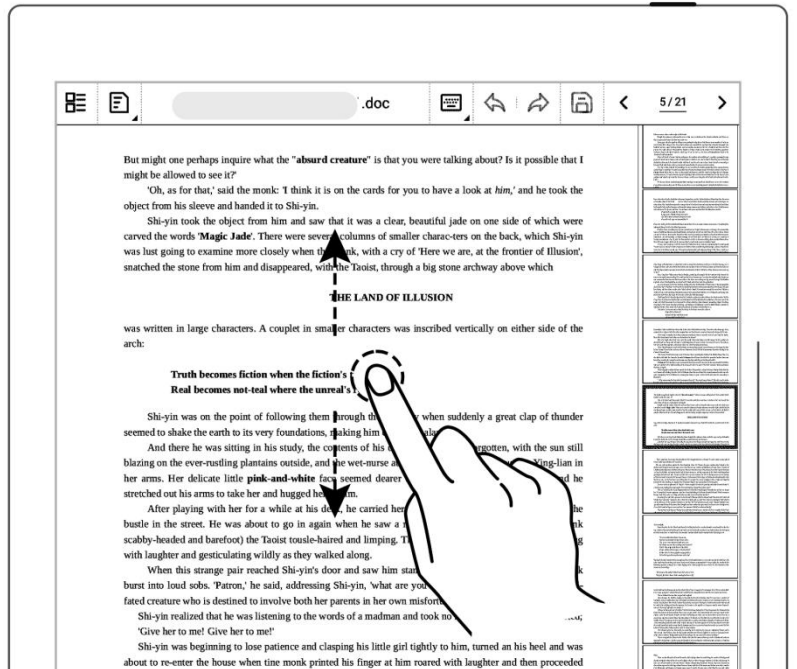 .doc
5/21
But might one perhaps inquire what the "absurd creature" is that you were talking about? Is it possible that I
might be allowed to see it?'
'Oh, as for that,' said the monk: 'I think it is on the cards for you to have a look at him,' and he took the
object from his sleeve and handed it to Shi-yin.
Shi-yin took the object from him and saw that it was a clear, beautiful jade on one side of which were
carved the words 'Magic Jade'. There were several columns of smaller charac-ters on the back, which Shi-yin
was lust going to examine more closely when the monk, with a cry of 'Here we are, at the frontier of Illusion',
snatched the stone from him and disappeared, with the Taoist, through a big stone archway above which
THE LAND OF ILLUSION
was written in large characters. A couplet in smaller characters was inscribed vertically on either side of the
arch:
Truth becomes fiction when the fiction's
Real becomes not-teal where the unreal's
Shi-yin was on the point of following them through the when suddenly a great clap of thunder
seemed to shake the earth to its very foundations, making him
And there he was sitting in his study, the contents of his with the sun still
blazing on the ever-rustling plantains outside, and the wet-nurse Ying-lin in
her arms. Her delicate little pink-and-white face seemed dearer he
stretched out his arms to take her and hugged her
After playing with her for a while at his desk, he carried her the
bustle in the street. He was about to go in again when he saw a
scabby-headed and barefoot) the Taoist tousle-haired and limping.
with laughter and gesticulating wildly as they walked along.
When this strange pair reached Shi-yin's door and saw him
burst into loud sobs. 'Patron,' he said, addressing Shi-yin, 'what are you
fated creature who is destined to involve both her parents in her own
Shi-yin realized that he was listening to the words of a madman and took no
'Give her to me! Give her to me!'
Shi-yin was beginning to lose patience and clasping his little girl tightly to him, turned an his heel and was
about to re-enter the house when tine monk printed his finger at him roared with laughter and then proceeded